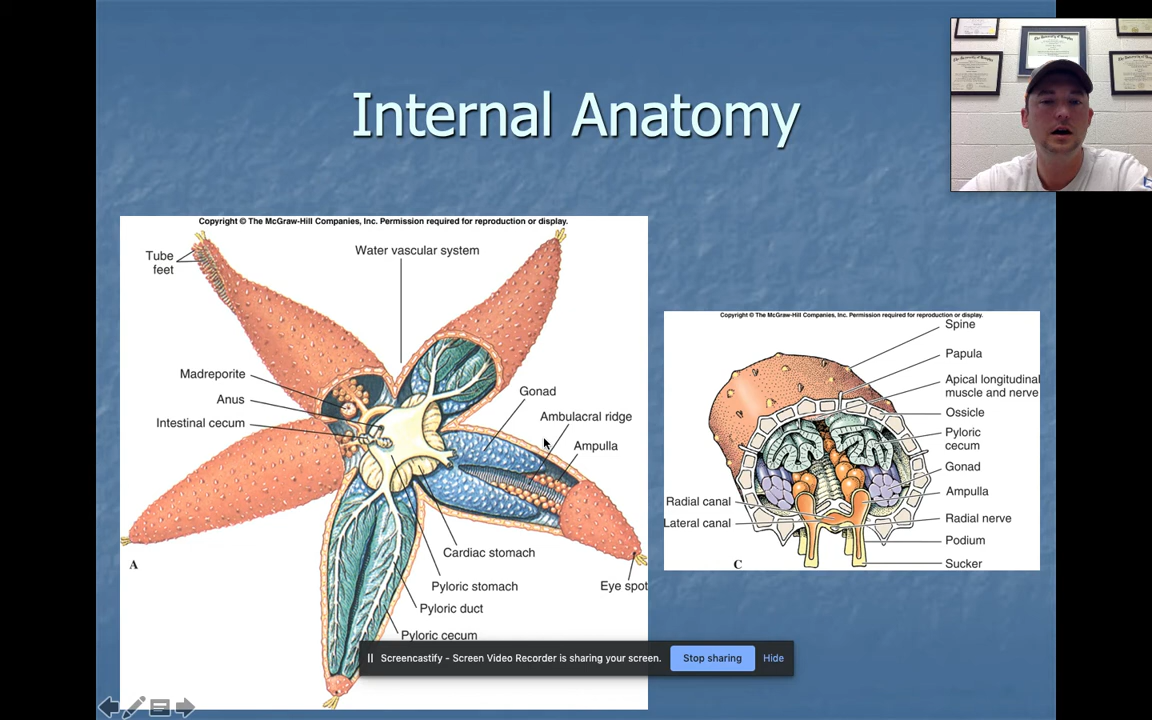 Internal Anatomy
Copyright © The McGraw-Hill Companies, Inc. Permission required for reproduction or display.
Tube
feet
Water vascular system
Madreporite
Anus
Intestinal cecum
Gonad
Ambulacral ridge
Ampulla
Cardiac stomach
Pyloric stomach
Pyloric duct
Pyloric cecum
Eye spot
A
Copyright © The McGraw-Hill Companies, Inc. Permission required for reproduction or display.
Spine
Papula
Apical longitudinal
muscle and nerve
Ossicle
Pyloric
cecum
Gonad
Ampulla
Radial canal
Lateral canal
Radial nerve
Podium
Sucker
C
Screencastify - Screen Video Recorder is sharing your screen.
Stop sharing
Hide